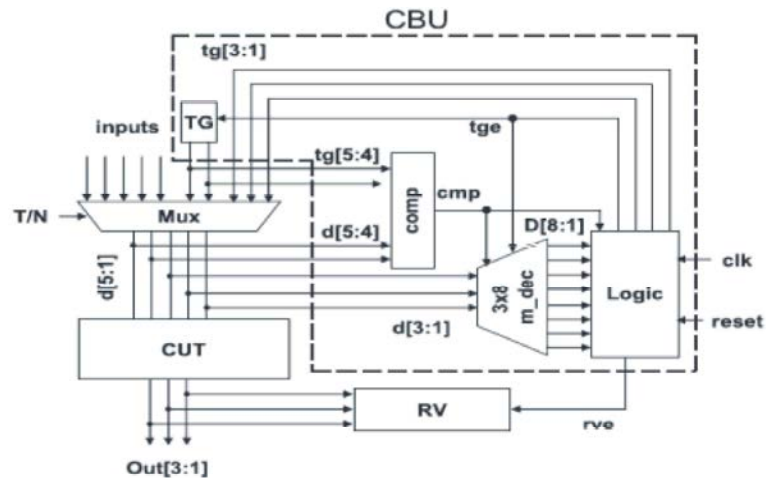 CBU
tg[3:1]
TG
inputs
tge
tg[5:4]
comp
cmp
T/N
Mux
D[8:1]
d[5:4]
d[5:1]
3x8
m_dec
Logic
clk
reset
d[3:1]
CUT
RV
rve
Out[3:1]